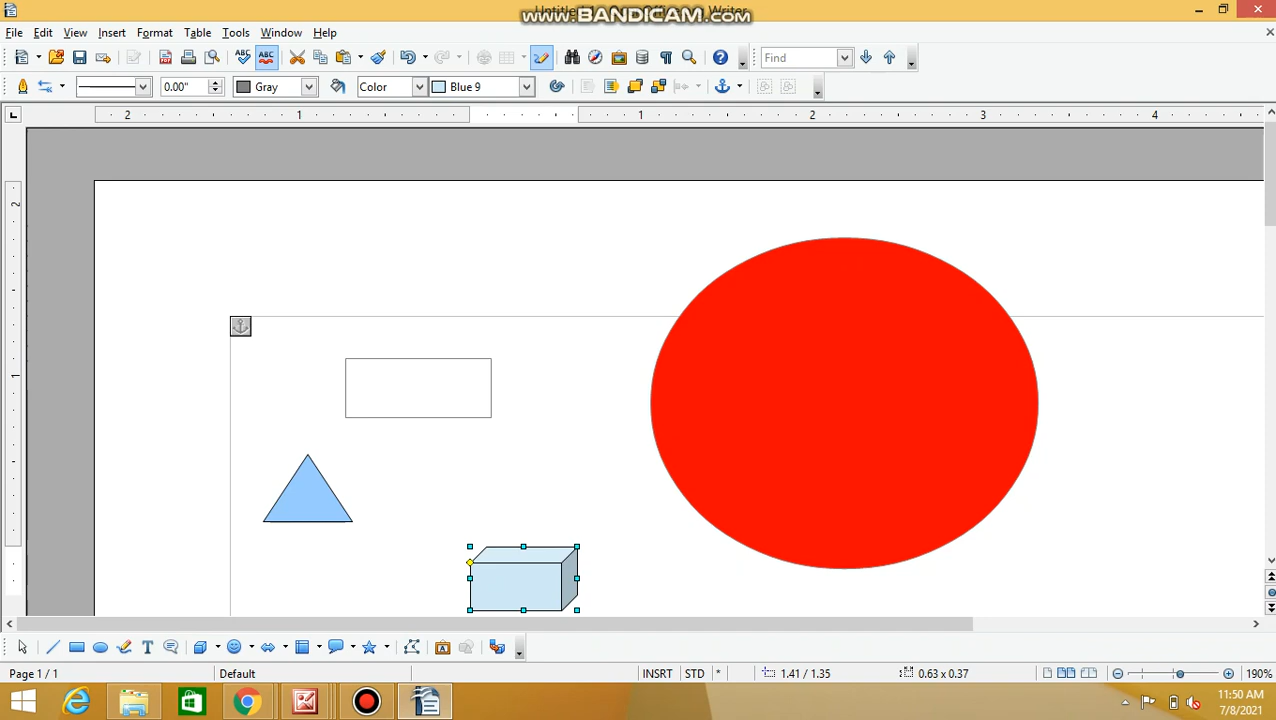 www.BANDICAM.com
File Edit View Insert Format Table Tools Window Help
Find
0.00" Gray Color Blue 9
2 1 1 2 3 4
2
1
Page 1 / 1 Default INSRT STD * 1.41 / 1.35 0.63 x 0.37 190%
11:50 AM
7/8/2021